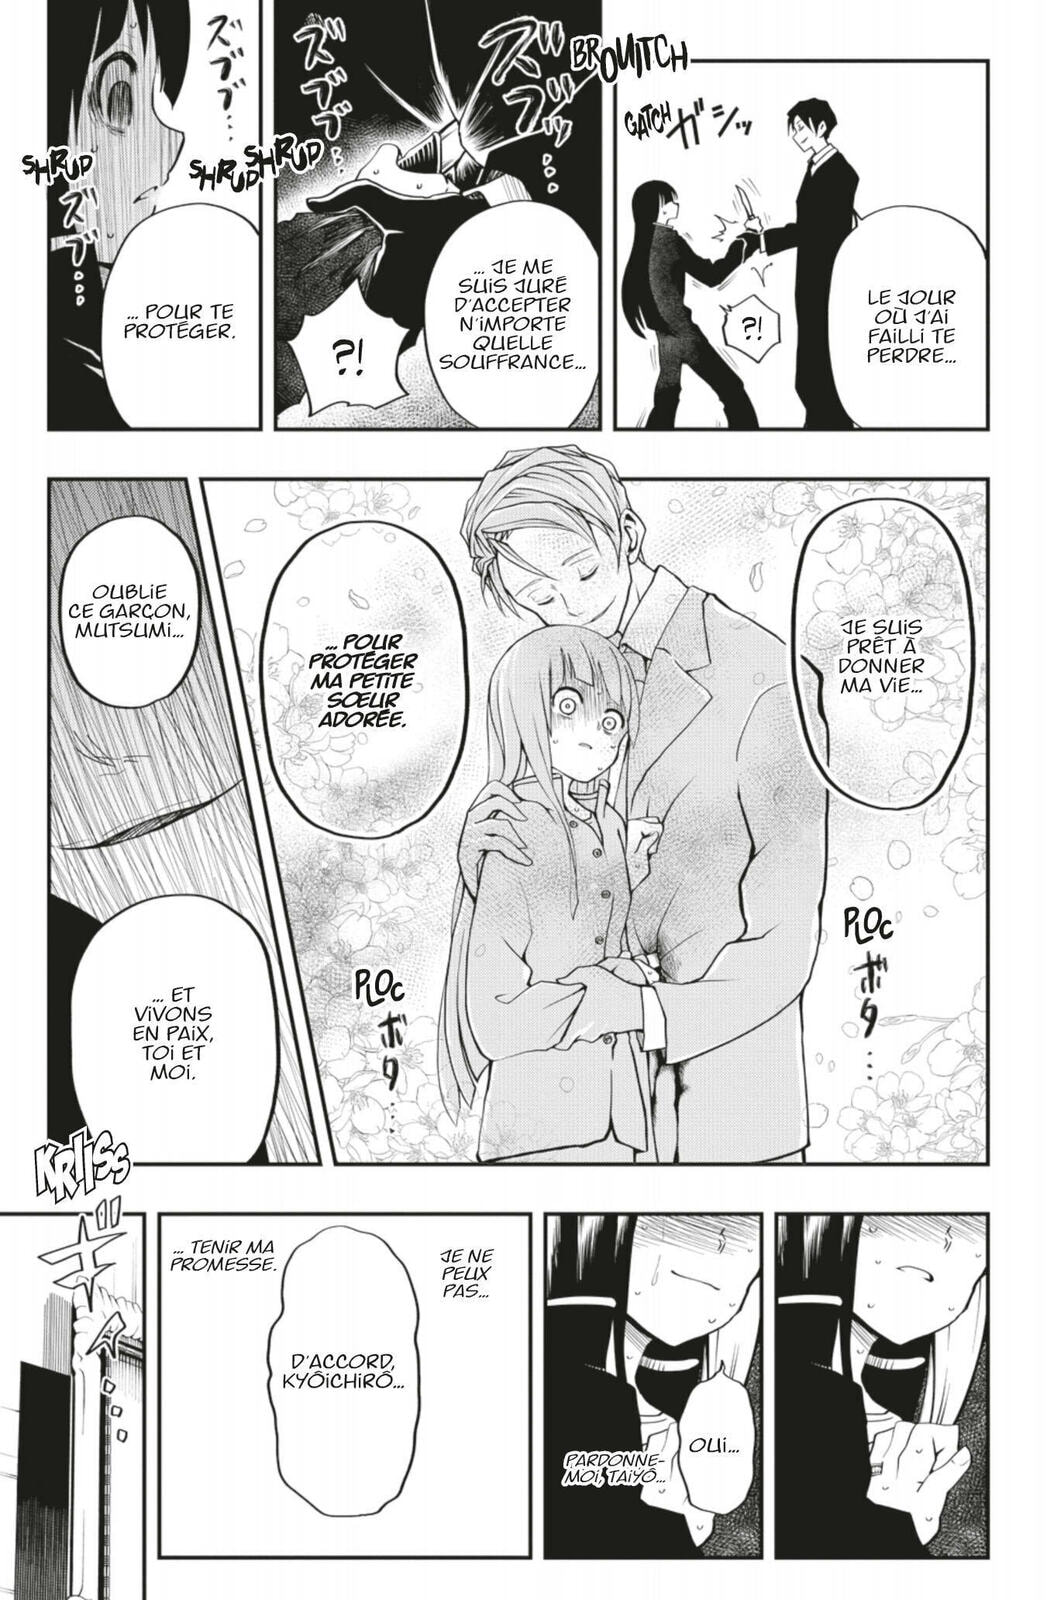 BROUITCH
GATCH
ガシッ
LE JOUR
OÙ J'AI
FAILLI TE
PERDRE...
?!
ズブブ...
ズブブ...
... JE ME
SUIS JURÉ
D'ACCEPTER
N'IMPORTE
QUELLE
SOUFFRANCE...
?!
SHRUD
SHRUD
ズブブ...
SHRUD
ズブブ...
... POUR TE
PROTÉGER.
JE SUIS
PRÊT À
DONNER
MA VIE...
... POUR
PROTÉGER
MA PETITE
SŒUR
ADORÉE.
PLOC
ボタ...
PLOC
ボタ...
OUBLIE
CE GARÇON,
MUTSUMI...
... ET
VIVONS
EN PAIX,
TOI ET
MOI.
OUI...
PARDONNE-
MOI, TAIYÔ...
JE NE
PEUX
PAS...
... TENIR MA
PROMESSE.
D'ACCORD,
KYÔICHIRÔ...
KRIISS
ギシ...